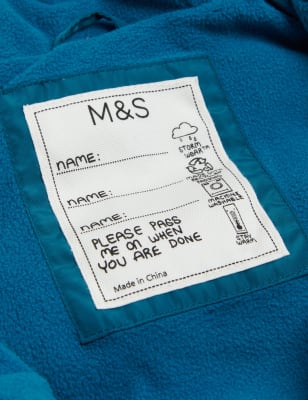 M&S
NAME:
NAME:
NAME:
PLEASE PASS
ME ON WHEN
YOU ARE DONE
Made in China
STORM
WEAR™
MACHINE
WASHABLE
STAY
WARM